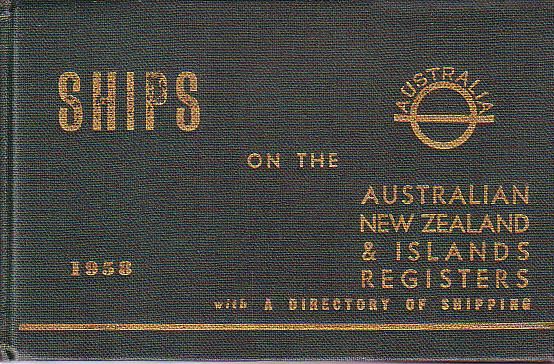 SHIPS
AUSTRALIA
ON THE
AUSTRALIAN
NEW ZEALAND
& ISLANDS
REGISTERS
1958
with A DIRECTORY OF SHIPPING